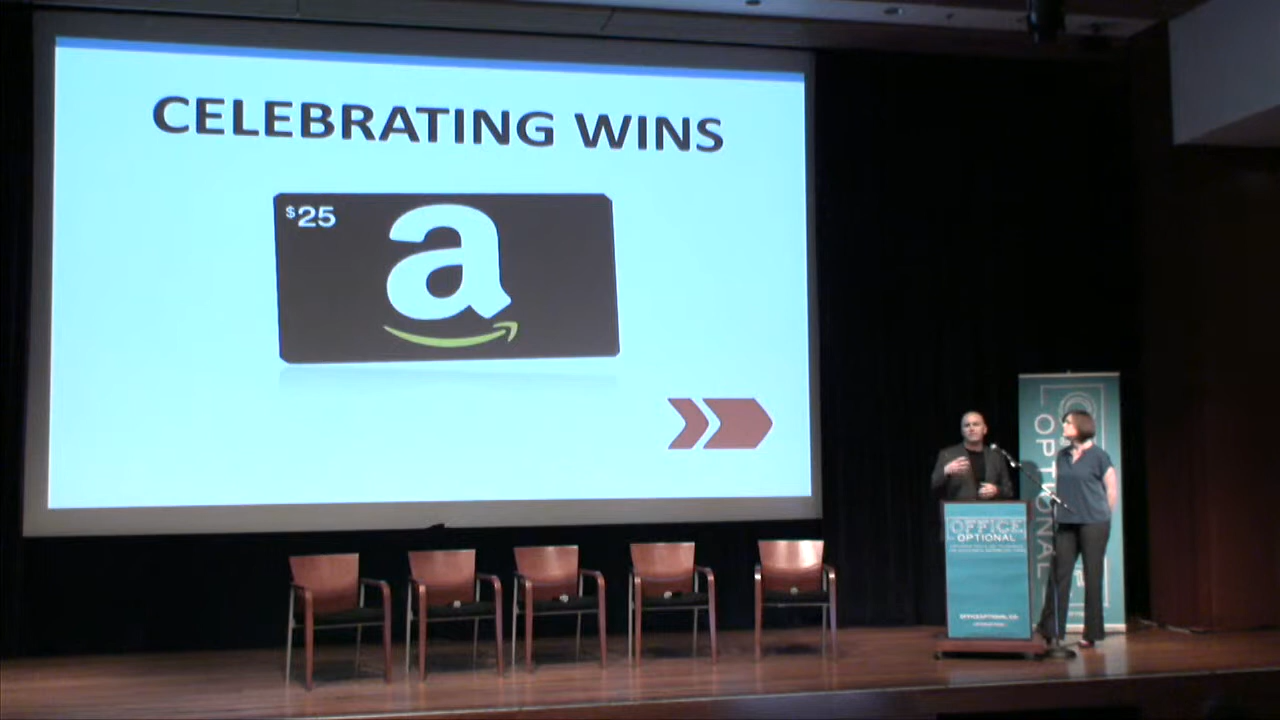 CELEBRATING WINS
$25
a
OFFICE
OPTIONAL
OPTIONAL